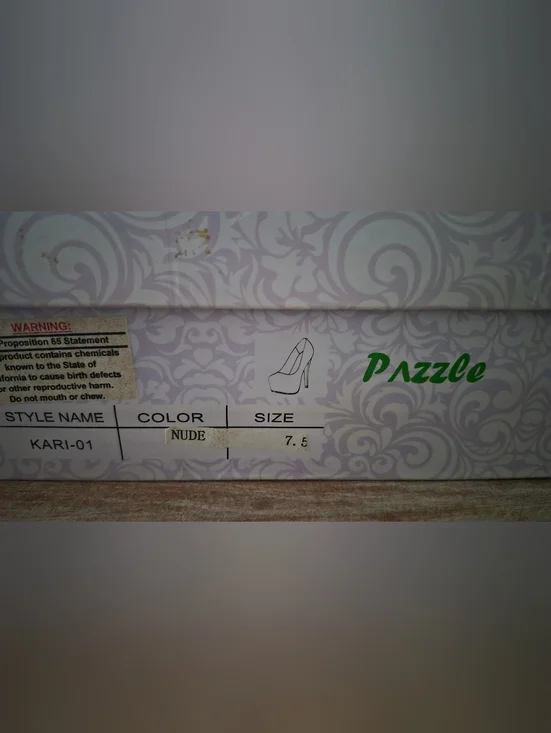 WARNING:
Proposition 65 Statement
product contains chemicals
known to the State of
ifornia to cause birth defects
or other reproductive harm.
Do not mouth or chew.
Pazzle
STYLE NAME COLOR SIZE
KARI-01 NUDE 7.5